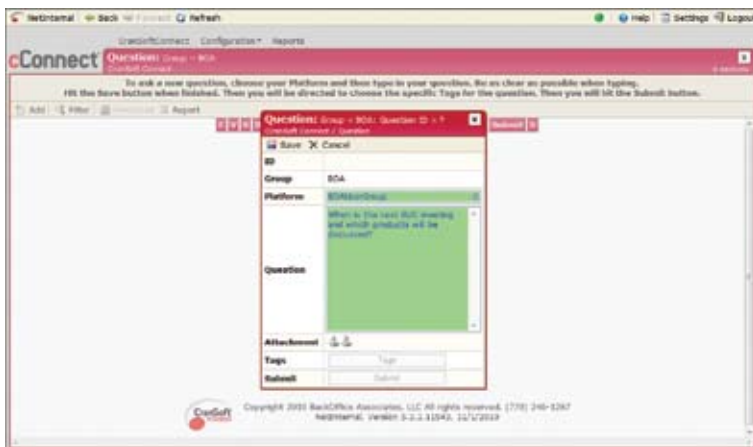 NetInternal Back Refresh Help Settings Logout
CranSoftConnect Configuration Reports
cConnect Question: Group = BOA
CranSoft Connect
To ask a new question, choose your Platform and then type in your question. Be as clear as possible when typing.
Hit the Save button when finished. Then you will be directed to choose the specific Tags for the question. Then you will hit the Submit button.
Add Filter Report
Question: Group = BOA; Question ID = ?
CranSoft Connect / Question
Submit
Save Cancel
ID
Group BOA
Platform
When is the next meeting
and which products will be
discussed?
Question
Attachment
Tags Tags
Submit Submit
CranSoft
Copyright 2010 BackOffice Associates, LLC All rights reserved.
NetInternal, Version